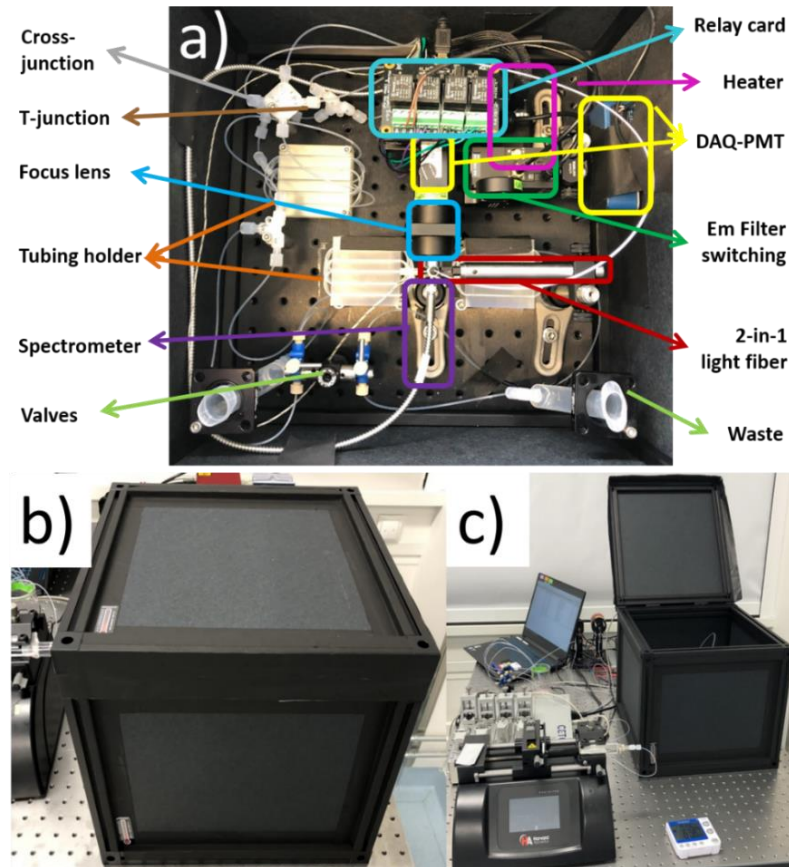 a)
Cross-
junction
T-junction
Focus lens
Tubing holder
Spectrometer
Valves
Relay card
Heater
DAQ-PMT
Em Filter
switching
2-in-1
light fiber
Waste
b)
c)